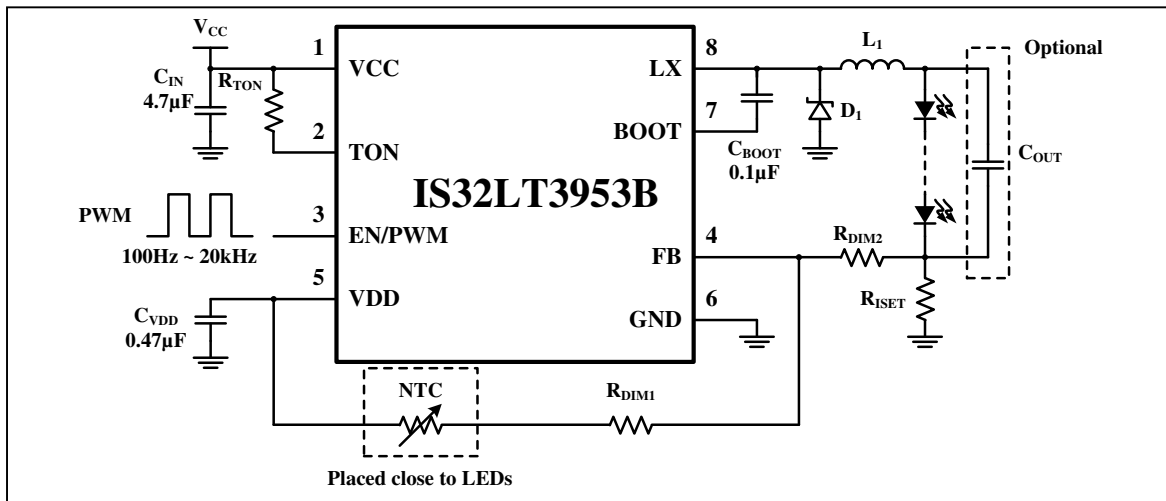 VCC
1
8
L1
Optional
CIN
4.7µF
RTON
VCC
LX
7
D1
2
BOOT
TON
CBOOT
0.1µF
COUT
IS32LT3953B
PWM
3
EN/PWM
4
FB
RDIM2
100Hz ~ 20kHz
5
VDD
6
RISET
CVDD
0.47µF
GND
NTC
RDIM1
Placed close to LEDs